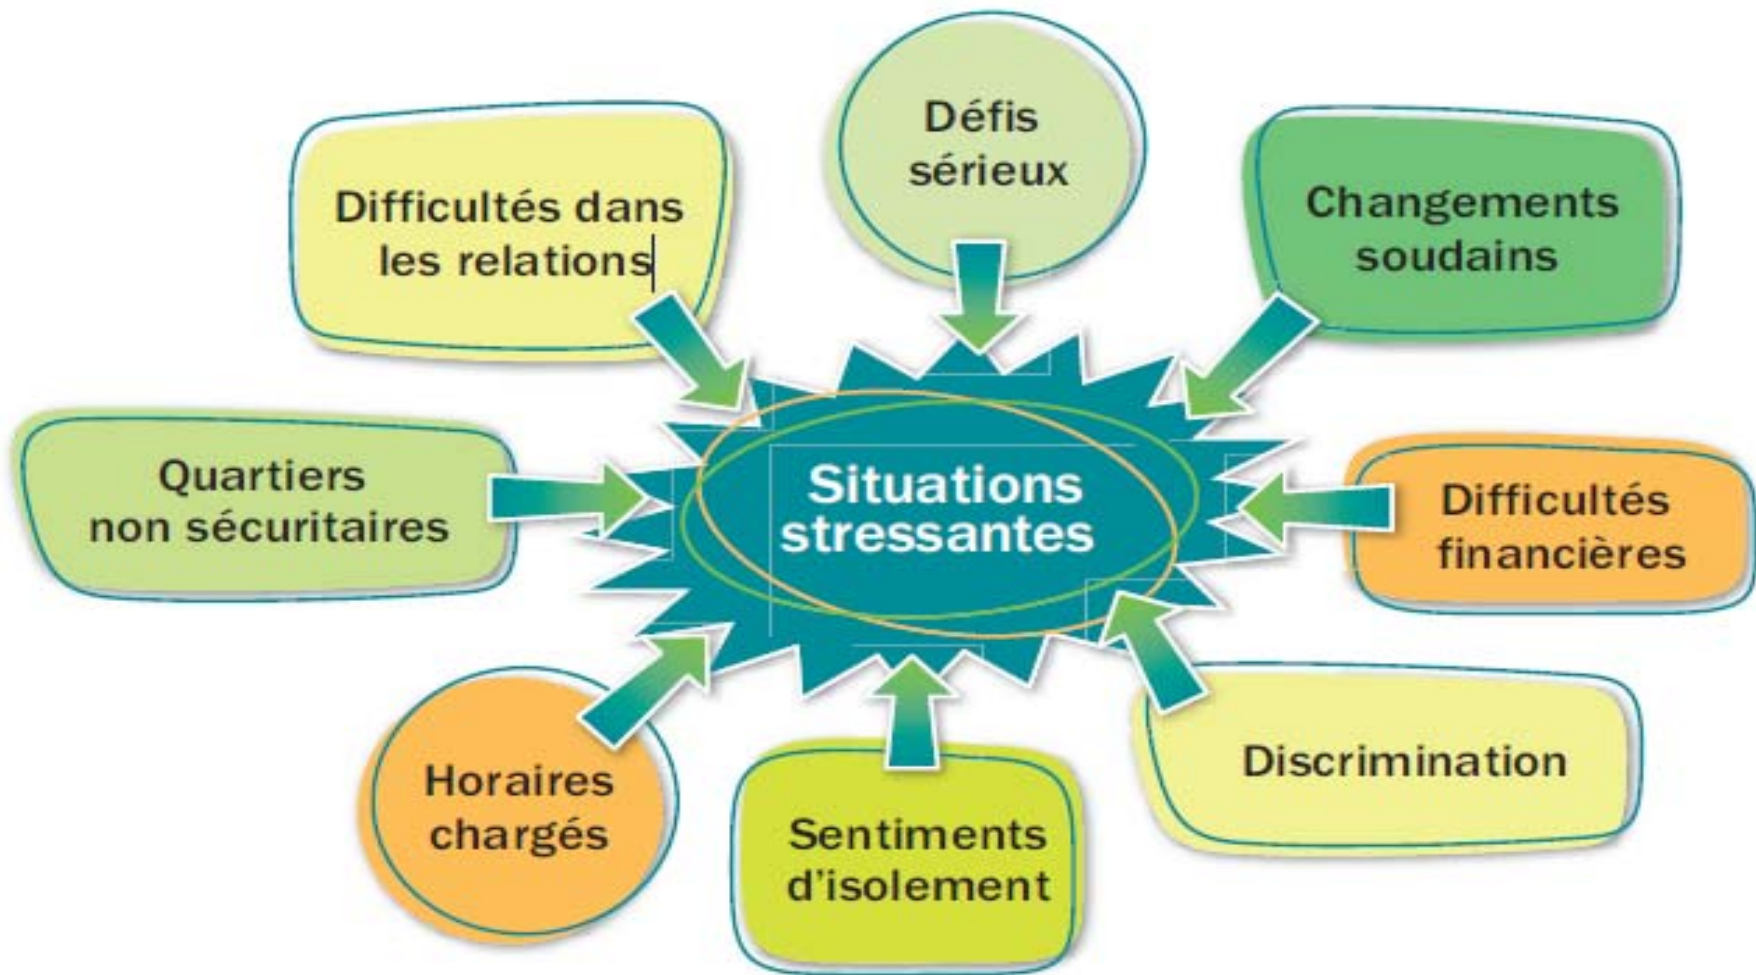 Défis
sérieux
Difficultés dans
les relations
Changements
soudains
Quartiers
non sécuritaires
Situations
stressantes
Difficultés
financières
Horaires
chargés
Sentiments
d’isolement
Discrimination